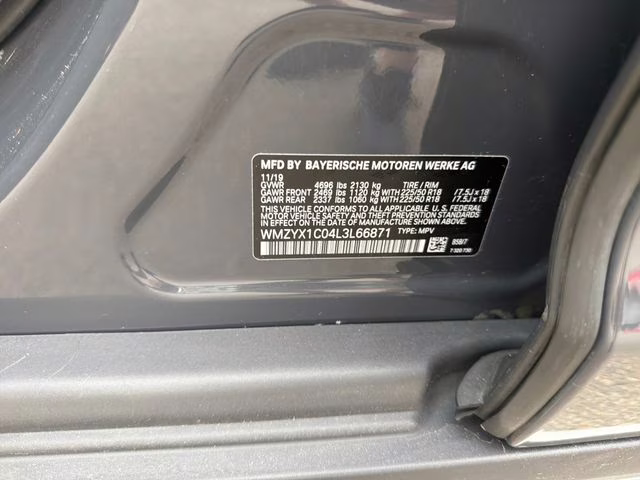 MFD BY BAYERISCHE MOTOREN WERKE AG
11/19
GVWR 4696 lbs 2130 kg TIRE / RIM
GAWR FRONT 2469 lbs 1120 kg WITH 225/50 R18 /7.5J x 18
GAWR REAR 2337 lbs 1060 kg WITH 225/50 R18 /7.5J x 18
THIS VEHICLE CONFORMS TO ALL APPLICABLE U.S. FEDERAL
MOTOR VEHICLE SAFETY, BUMPER, AND THEFT PREVENTION STANDARDS
IN EFFECT ON THE DATE OF MANUFACTURE SHOWN ABOVE.
WMZYX1C04L3L66871 TYPE: MPV